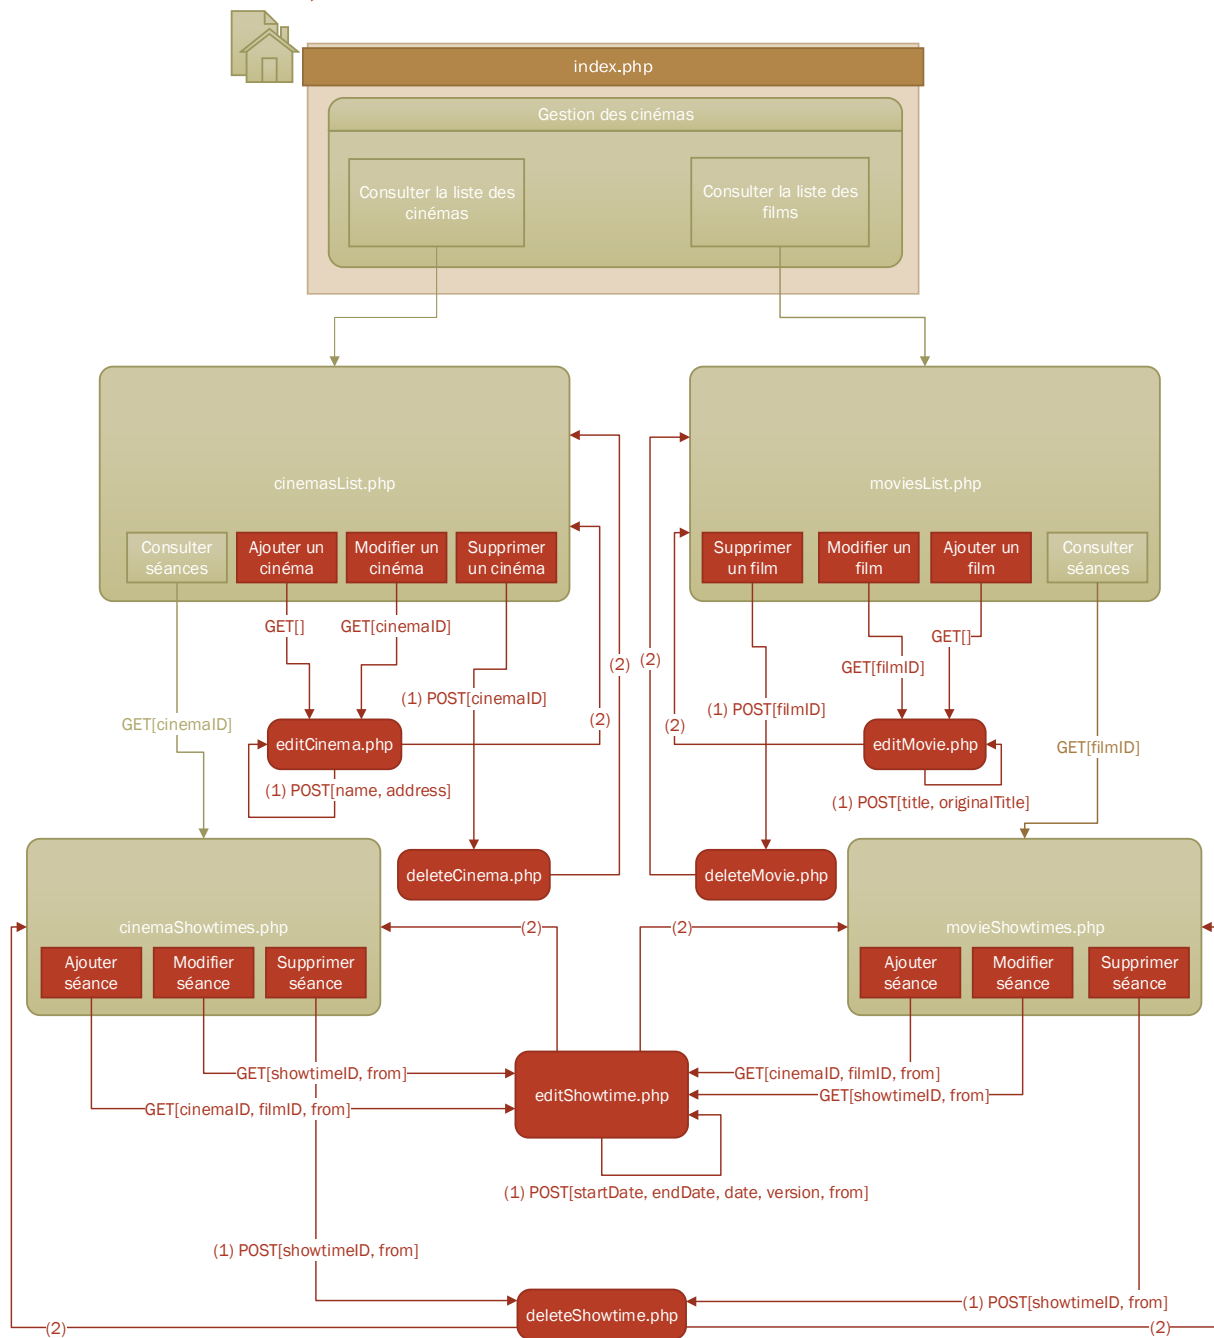 index.php
Gestion des cinémas
Consulter la liste des
cinémas
Consulter la liste des
films
cinemasList.php
Consulter
séances
Ajouter un
cinéma
Modifier un
cinéma
Supprimer
un cinéma
moviesList.php
Supprimer
un film
Modifier un
film
Ajouter un
film
Consulter
séances
GET[]
GET[cinemaID]
(1) POST[cinemaID]
(2)
(2)
GET[cinemaID]
editCinema.php
(1) POST[name, address]
(2)
(2)
GET[]
GET[filmID]
(1) POST[filmID]
editMovie.php
GET[filmID]
(1) POST[title, originalTitle]
deleteCinema.php
deleteMovie.php
cinemaShowtimes.php
Ajouter
séance
Modifier
séance
Supprimer
séance
(2)
(2)
movieShowtimes.php
Ajouter
séance
Modifier
séance
Supprimer
séance
GET[showtimeID, from]
GET[cinemaID, filmID, from]
editShowtime.php
GET[cinemaID, filmID, from]
GET[showtimeID, from]
(1) POST[startDate, endDate, date, version, from]
(1) POST[showtimeID, from]
(1) POST[showtimeID, from]
deleteShowtime.php
(2)
(2)